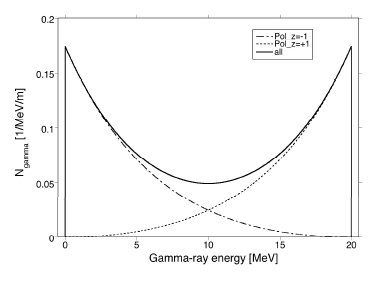 0.2
Pol_z=-1
Pol_z=+1
all
0.15
0.1
0.05
0
N_gamma [1/MeV/m]
0 5 10 15 20
Gamma-ray energy [MeV]